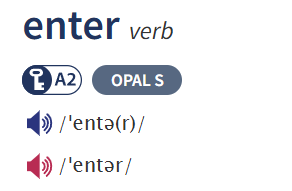 enter verb
A2 OPAL S
/ˈentə(r)/
/ˈentər/